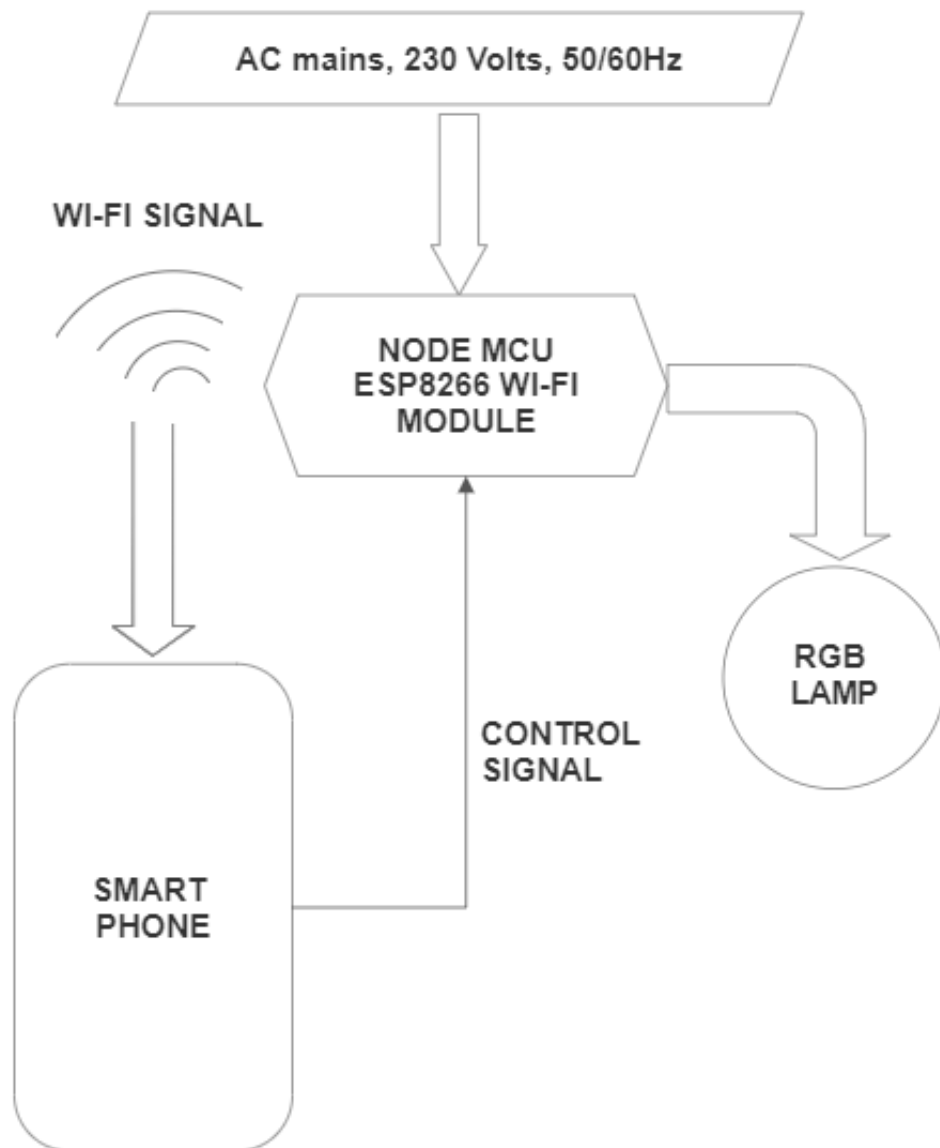 AC mains, 230 Volts, 50/60Hz
WI-FI SIGNAL
NODE MCU
ESP8266 WI-FI
MODULE
RGB
LAMP
CONTROL
SIGNAL
SMART
PHONE